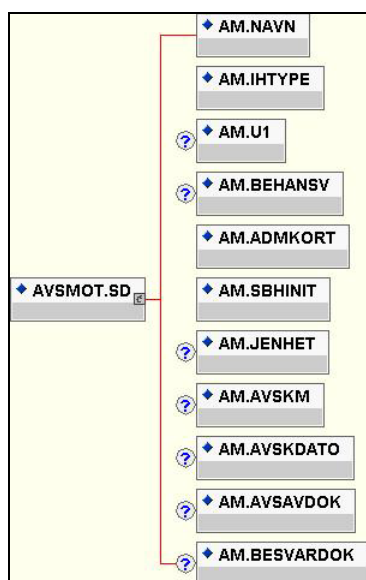 AM.NAVN
AM.IHTYPE
? AM.U1
? AM.BEHANSV
AM.ADMKORT
AVSMOT.SD
AM.SBHINIT
? AM.JENHET
? AM.AVSKM
? AM.AVSKDATO
? AM.AVSAVDOK
? AM.BESVARDOK